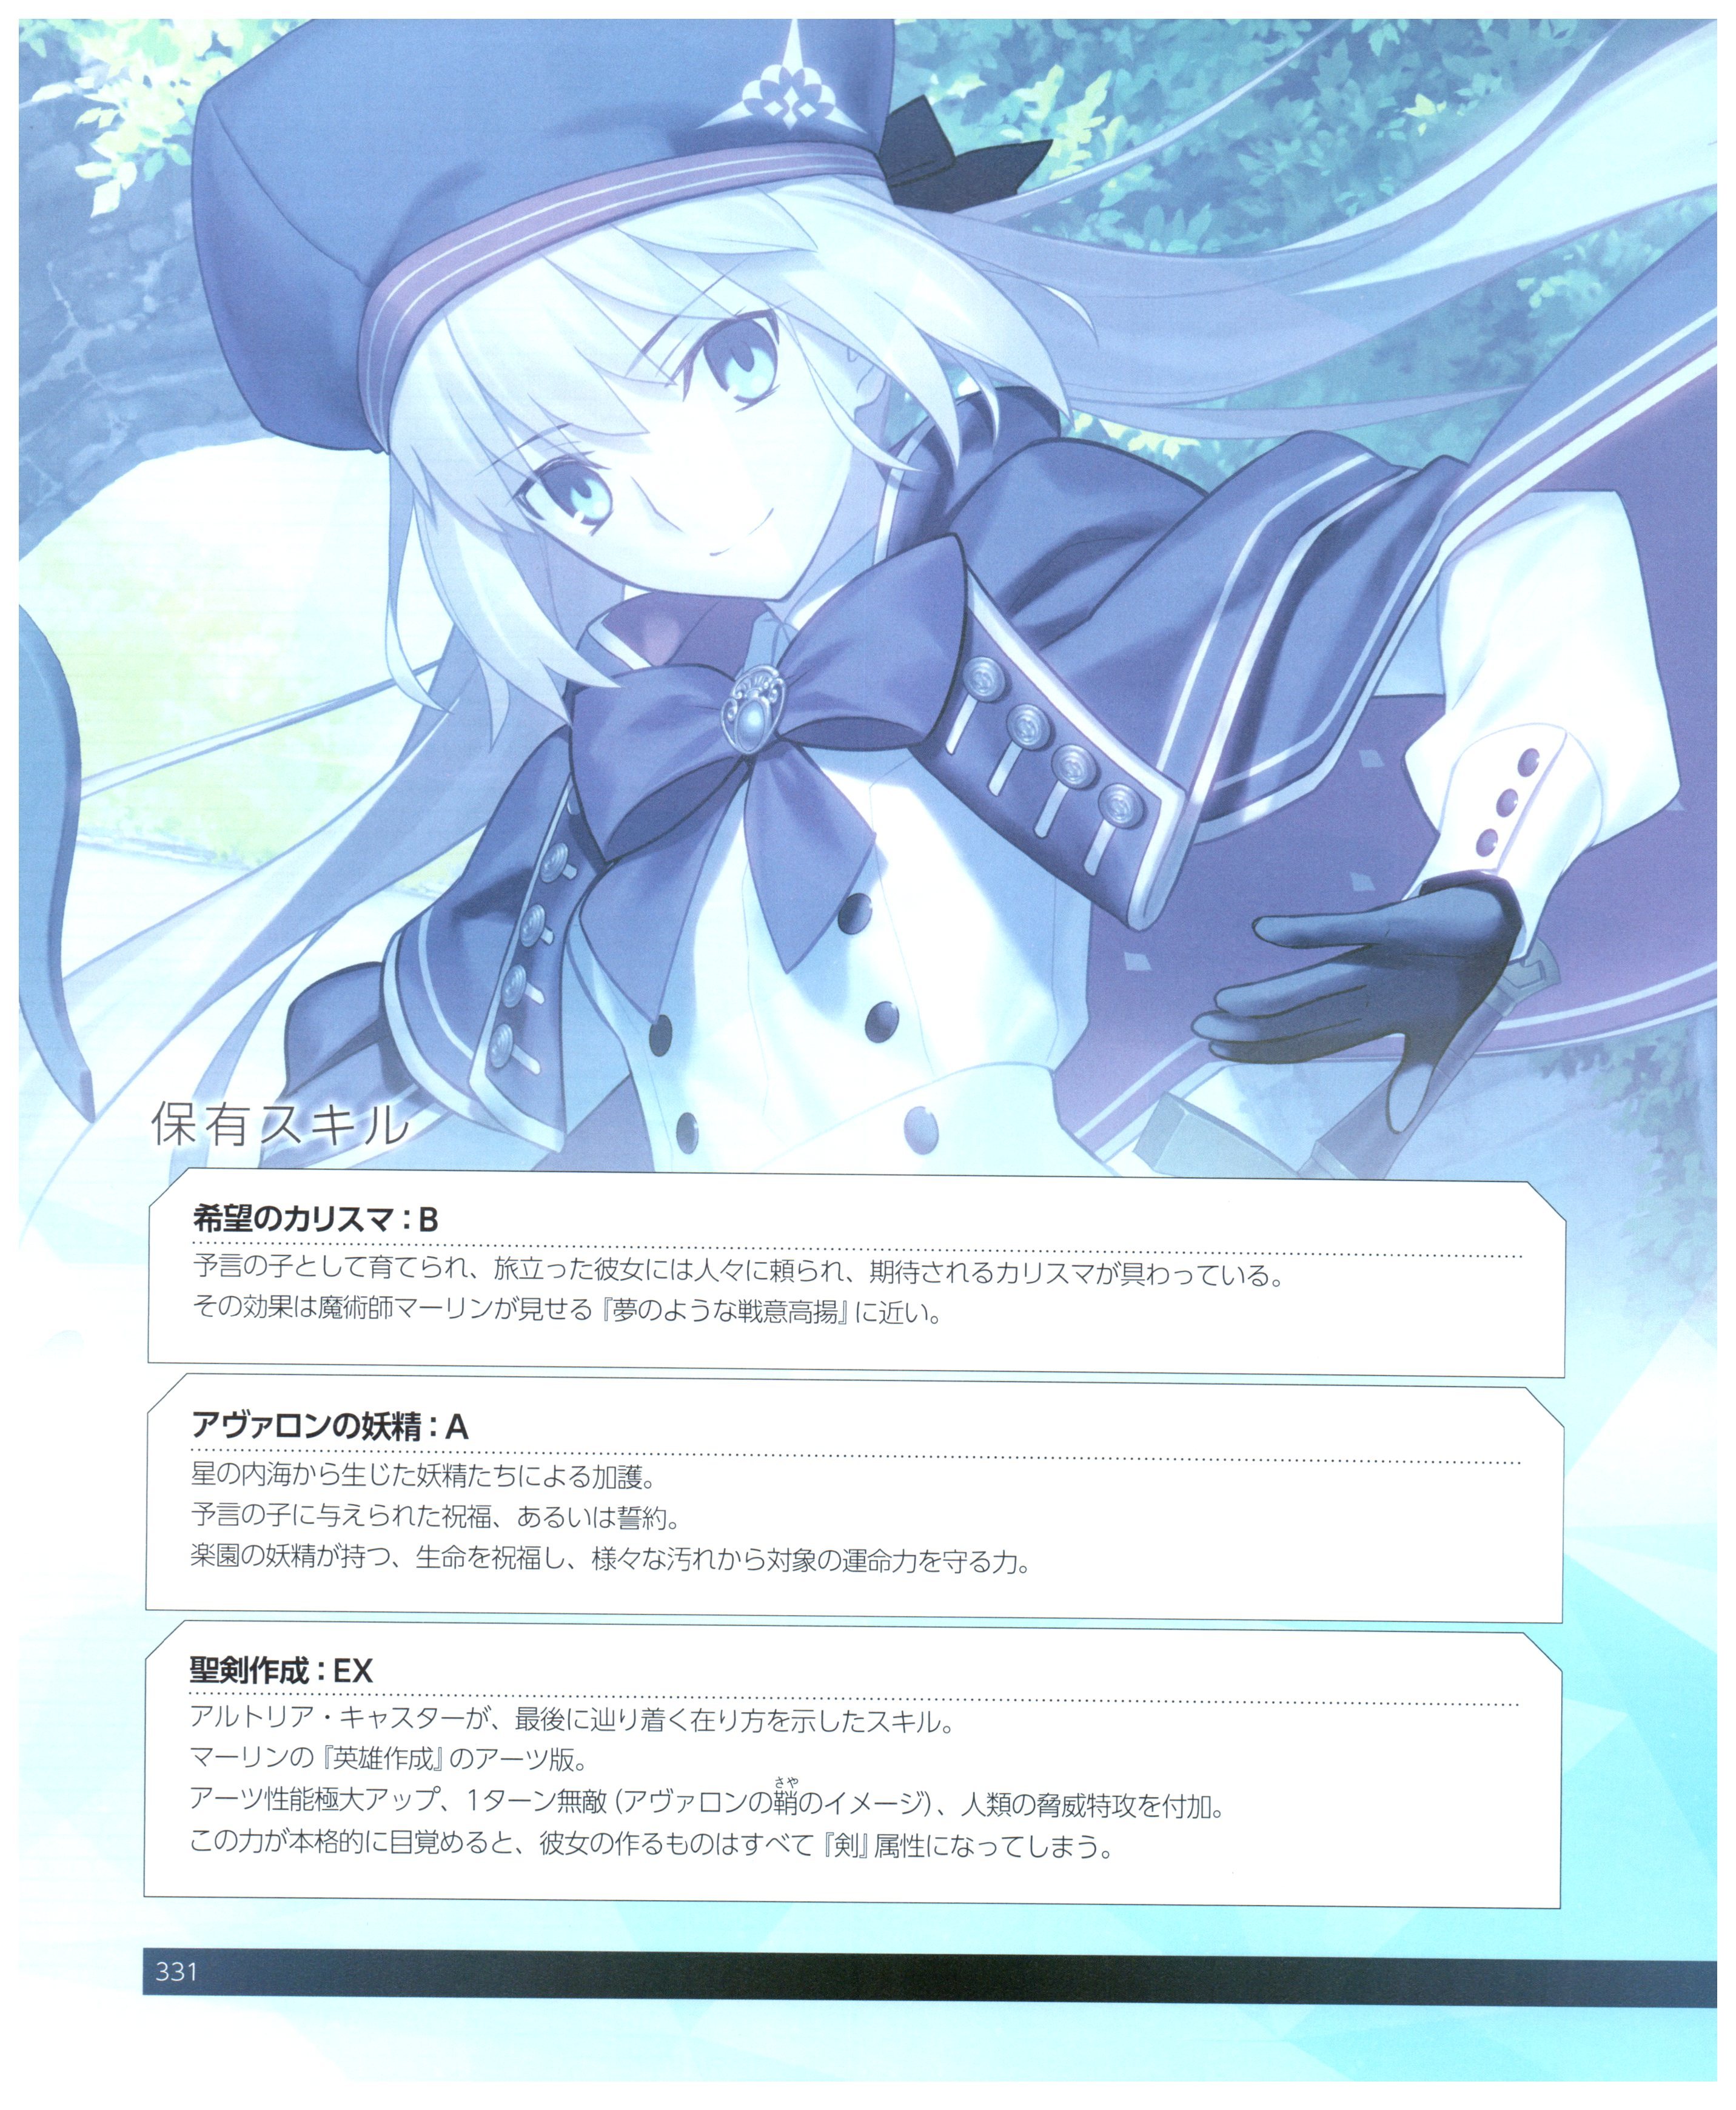 保有スキル
希望のカリスマ：B
予言の子として育てられ、旅立った彼女には人々に頼られ、期待されるカリスマが具わっている。
その効果は魔術師マーリンが見せる『夢のような戦意高揚』に近い。
アヴァロンの妖精：A
星の内海から生じた妖精たちによる加護。
予言の子に与えられた祝福、あるいは誓約。
楽園の妖精が持つ、生命を祝福し、様々な汚れから対象の運命力を守る力。
聖剣作成：EX
アルトリア・キャスターが、最後に辿り着く在り方を示したスキル。
マーリンの『英雄作成』のアーツ版。
さや
アーツ性能極大アップ、1ターン無敵（アヴァロンの鞘のイメージ）、人類の脅威特攻を付加。
この力が本格的に目覚めると、彼女の作るものはすべて『剣』属性になってしまう。
331